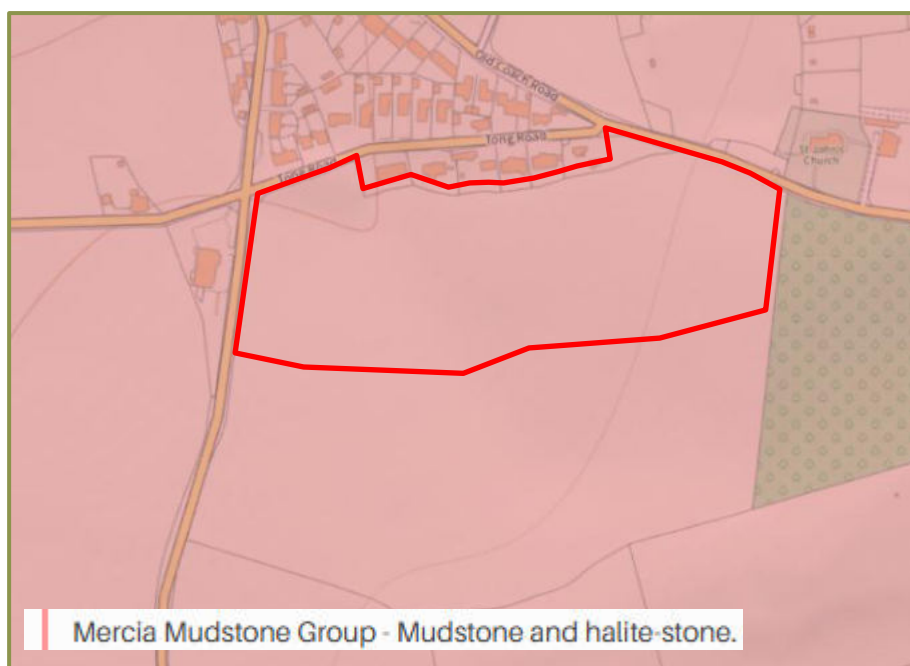 Old Coach Road
Tong Road
Tong Road
St John's
Church
Mercia Mudstone Group - Mudstone and halite-stone.